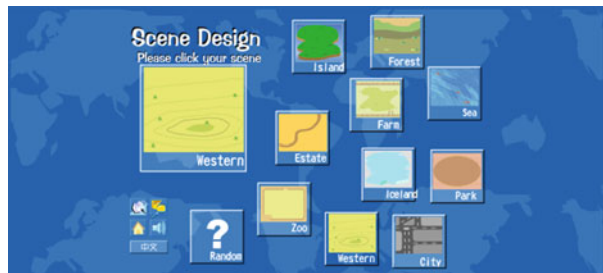 Scene Design
Please click your scene
Island
Forest
Sea
Farm
Western
Estate
Iceland
Park
Zoo
?
Random
Western
City
中文